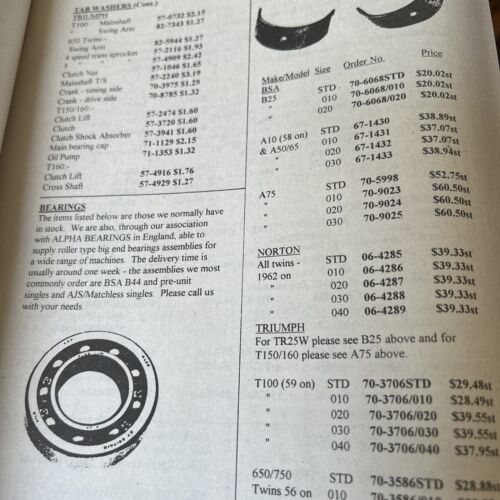 TAB WASHERS (Cont.)
TRIUMPH
T100 Mainshaft 57-0732 $2.15
" Swing Arm 82-7343 $1.27
650 Twins:-
Swing Arm 82-5944 $1.27
4 speed trans sprocket 57-2116 $1.93
5 " 57-4909 $2.42
Clutch Nut 57-1046 $1.65
Mainshaft T/S 57-2240 $3.19
Crank - timing side 70-3975 $1.29
Crank - drive side 70-8785 $1.32
T150/160:-
Clutch Lift 57-2474 $1.60
Clutch 57-3720 $1.60
Clutch Shock Absorber 57-3941 $1.60
Main bearing cap 71-1129 $2.15
Oil Pump 71-1353 $1.32
T160:-
Clutch Lift 57-4916 $1.76
Cross Shaft 57-4929 $1.27
BEARINGS
The items listed below are those we normally have
in stock. We are also, through our association
with ALPHA BEARINGS in England, able to
supply roller type big end bearings assemblies for
a wide range of machines. The delivery time is
usually around one week - the assemblies we most
commonly order are BSA B44 and pre-unit
singles and AJS/Matchless singles. Please call us
with your needs.
Make/Model Size Order No. Price
BSA
B25 STD 70-6068STD $20.02st
" 010 70-6068/010 $20.02st
" 020 70-6068/020 $20.02st
A10 (58 on) STD 67-1430 $38.89st
& A50/65 010 67-1431 $37.07st
" 020 67-1432 $37.07st
" 030 67-1433 $38.94st
A75 STD 70-5998 $52.75st
" 010 70-9023 $60.50st
" 020 70-9024 $60.50st
" 030 70-9025 $60.50st
NORTON
All twins - STD 06-4285 $39.33st
1962 on 010 06-4286 $39.33st
" 020 06-4287 $39.33st
" 030 06-4288 $39.33st
" 040 06-4289 $39.33st
TRIUMPH
For TR25W please see B25 above and for
T150/160 please see A75 above.
T100 (59 on) STD 70-3706STD $29.48st
" 010 70-3706/010 $28.49st
" 020 70-3706/020 $39.55st
" 030 70-3706/030 $39.55st
" 040 70-3706/040 $37.95st
650/750 STD 70-3586STD $28.88st
Twins 56 on 010 70-3586/010